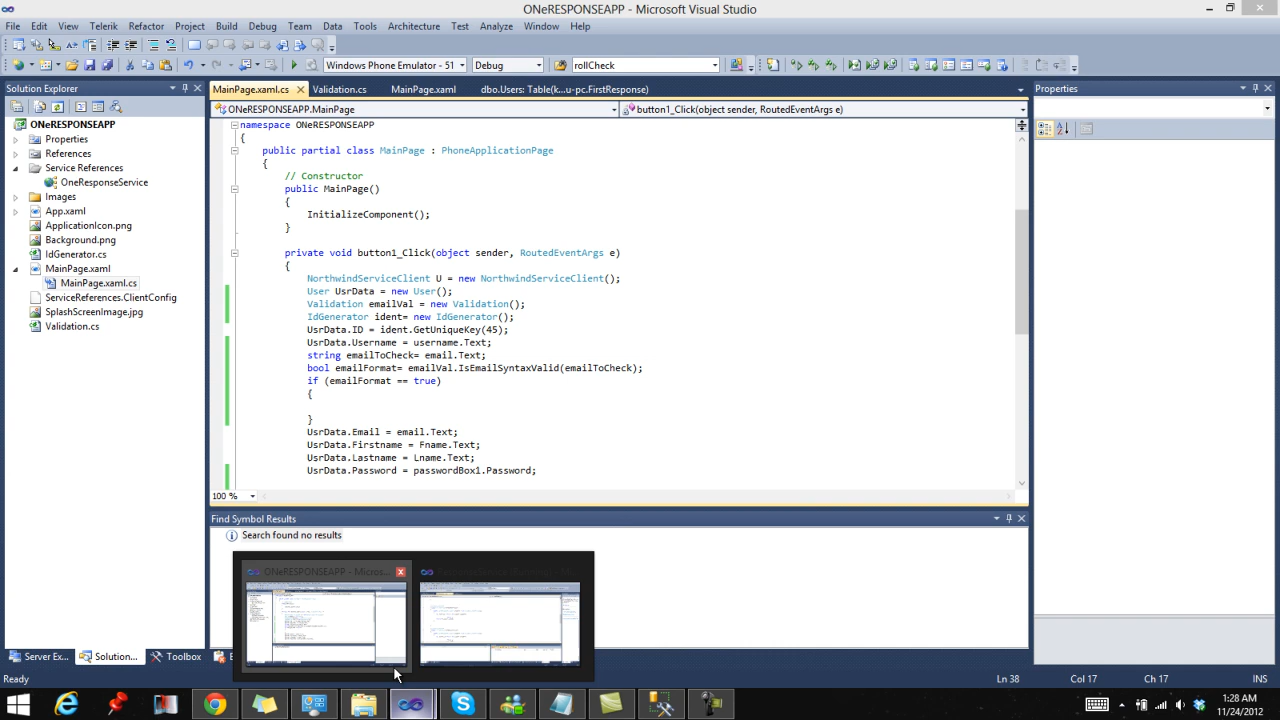 ONeRESPONSEAPP - Microsoft Visual Studio
File Edit View Telerik Refactor Project Build Debug Team Data Tools Architecture Test Analyze Window Help
Windows Phone Emulator - 51 Debug rollCheck
Solution Explorer
ONeRESPONSEAPP
Properties
References
Service References
OneResponseService
Images
App.xaml
ApplicationIcon.png
Background.png
IdGenerator.cs
MainPage.xaml
MainPage.xaml.cs
ServiceReferences.ClientConfig
SplashScreenImage.jpg
Validation.cs
Server Ex... Solution... Toolbox
MainPage.xaml.cs Validation.cs MainPage.xaml dbo.Users: Table(k...u-pc.FirstResponse)
ONeRESPONSEAPP.MainPage button1_Click(object sender, RoutedEventArgs e)
namespace ONeRESPONSEAPP
{
public partial class MainPage : PhoneApplicationPage
{
// Constructor
public MainPage()
{
InitializeComponent();
}
private void button1_Click(object sender, RoutedEventArgs e)
{
NorthwindServiceClient U = new NorthwindServiceClient();
User UsrData = new User();
Validation emailVal = new Validation();
IdGenerator ident= new IdGenerator();
UsrData.ID = ident.GetUniqueKey(45);
UsrData.Username = username.Text;
string emailToCheck= email.Text;
bool emailFormat= emailVal.IsEmailSyntaxValid(emailToCheck);
if (emailFormat == true)
{
}
UsrData.Email = email.Text;
UsrData.Firstname = Fname.Text;
UsrData.Lastname = Lname.Text;
UsrData.Password = passwordBox1.Password;
100 %
Find Symbol Results
Search found no results
ONeRESPONSEAPP - Micros...
Properties
Ln 38 Col 17 Ch 17 INS
1:28 AM
11/24/2012